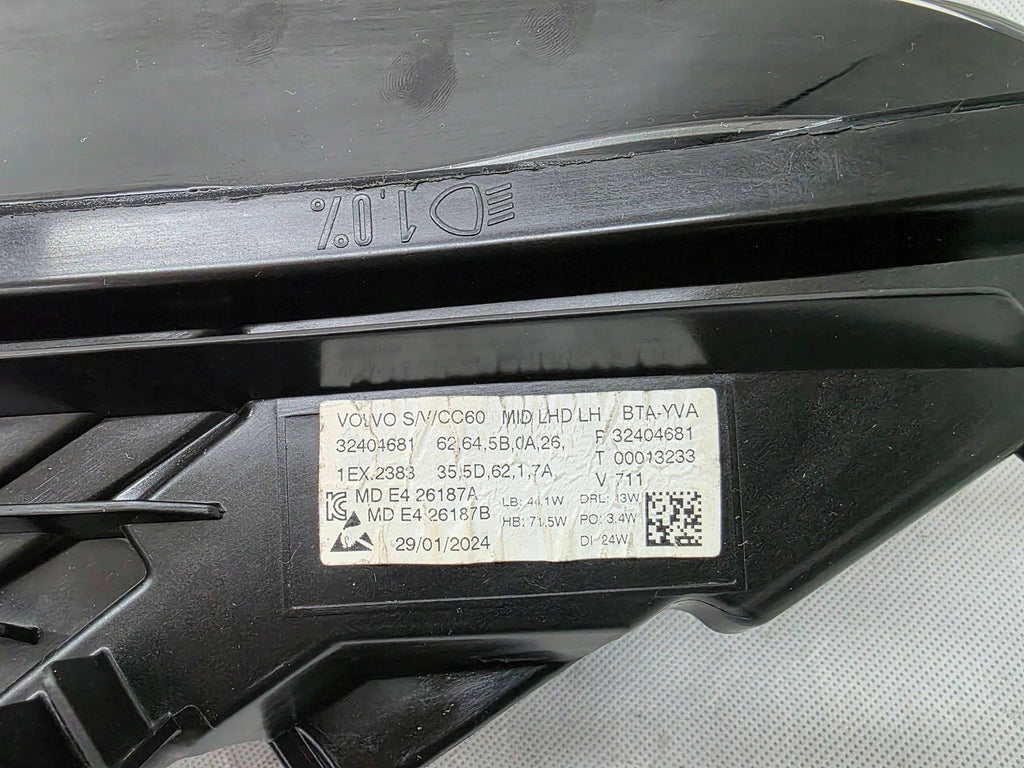 1.0%
VOLVO S/V/CC60 MID LHD LH BTA-YVA
32404681 62,64,5B,0A,26, P 32404681
1EX.2383 35,5D,62,1,7A T 00013233
V 711
MD E4 26187A LB: 44.1W DRL: 43W
MD E4 26187B HB: 71.5W PO: 3.4W
29/01/2024 DI 24W